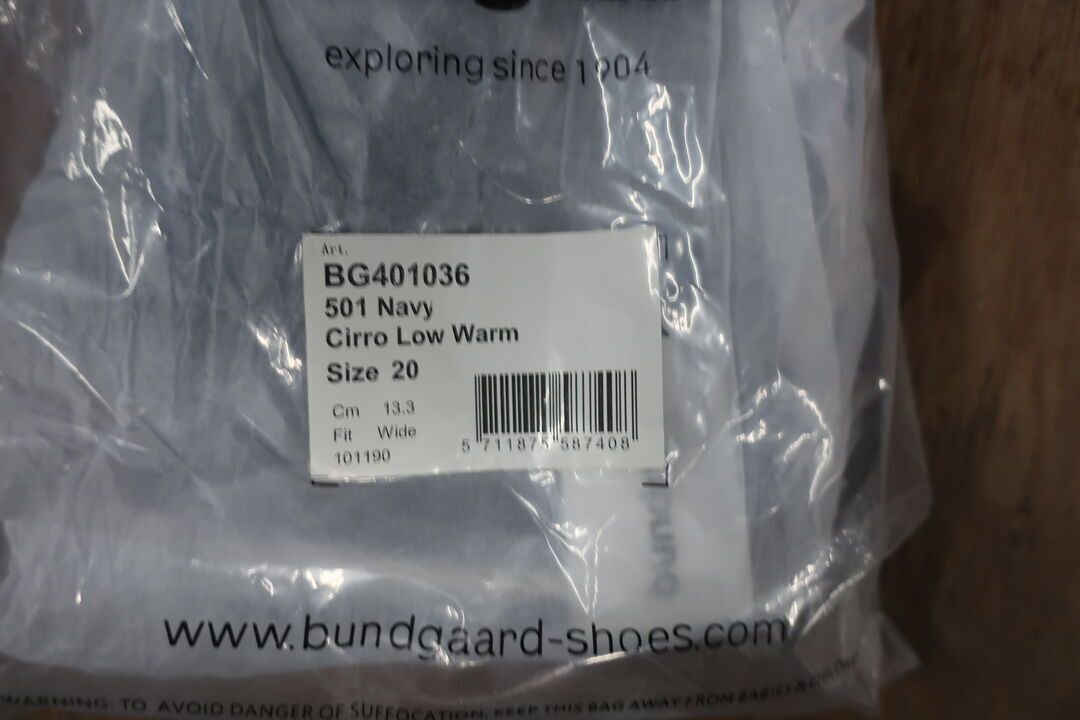 exploring since 1904
Art.
BG401036
501 Navy
Cirro Low Warm
Size 20
Cm 13.3
Fit Wide
101190
5 711875 587408
www.bundgaard-shoes.com
WARNING: TO AVOID DANGER OF SUFFOCATION, KEEP THIS BAG AWAY FROM BABIES &